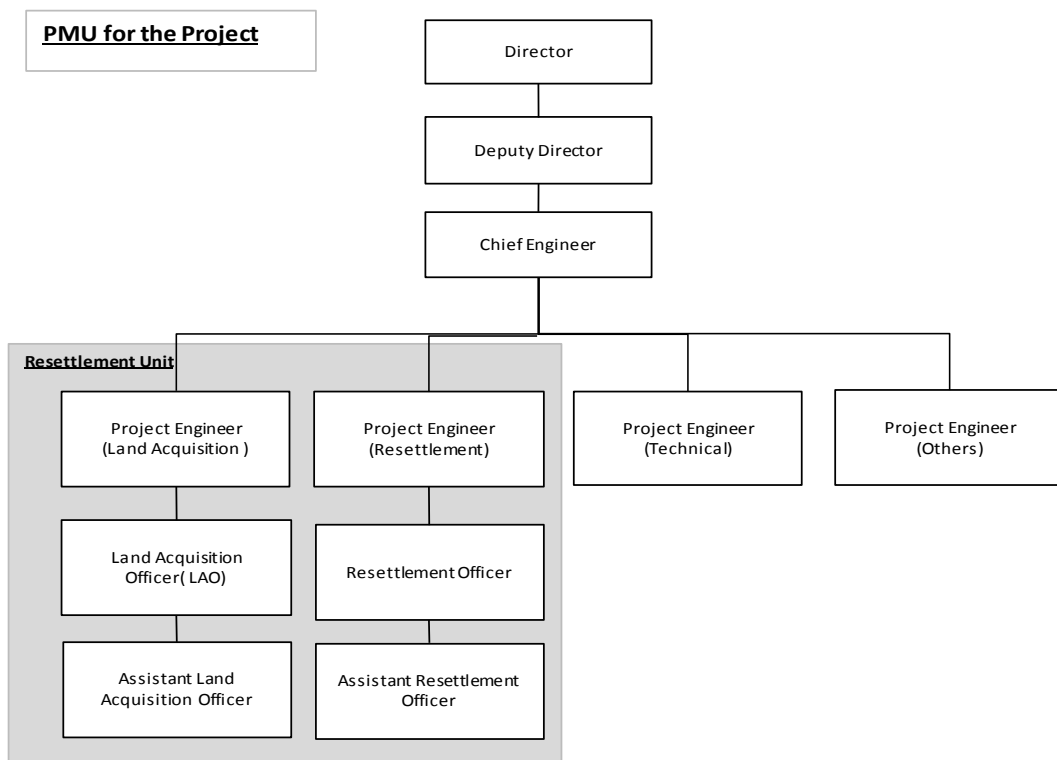 PMU for the Project
Director
Deputy Director
Chief Engineer
Resettlement Unit
Project Engineer
(Land Acquisition )
Project Engineer
(Resettlement)
Project Engineer
(Technical)
Project Engineer
(Others)
Land Acquisition
Officer( LAO)
Resettlement Officer
Assistant Land
Acquisition Officer
Assistant Resettlement
Officer